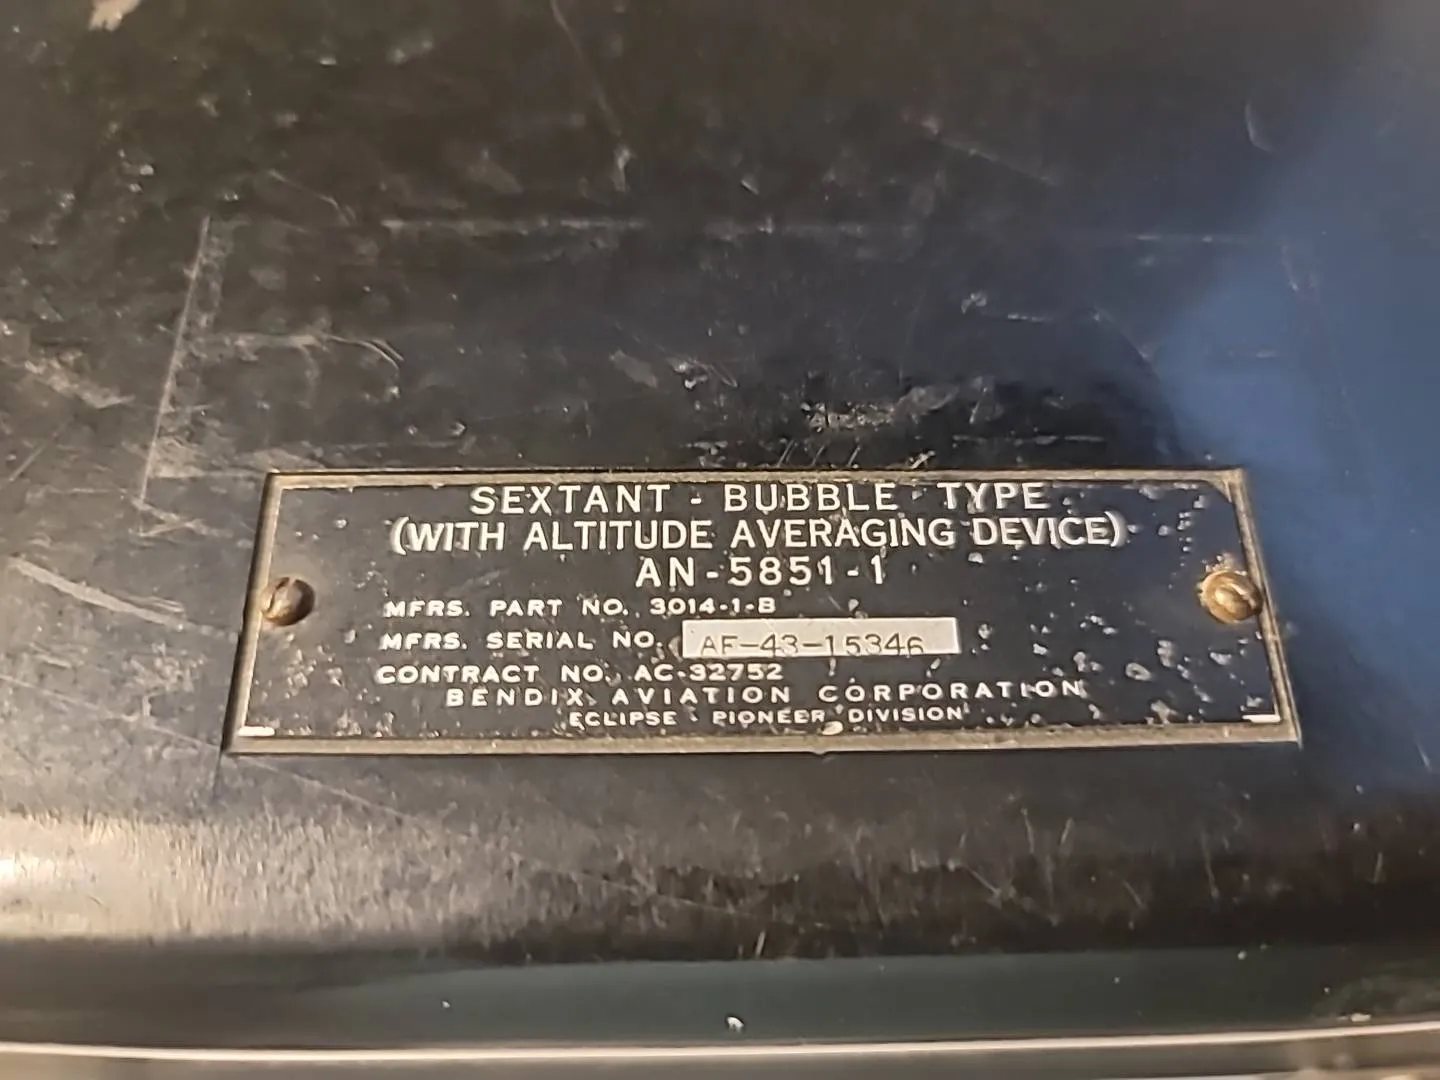 SEXTANT - BUBBLE TYPE
(WITH ALTITUDE AVERAGING DEVICE)
AN-5851-1
MFRS. PART NO. 3014-1-B
MFRS. SERIAL NO. AF-43-15346
CONTRACT NO. AC-32752
BENDIX AVIATION CORPORATION
ECLIPSE - PIONEER DIVISION